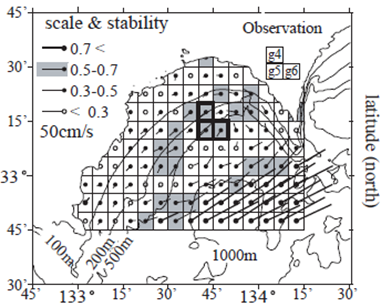 scale & stability
Observation
0.7 <
g4
0.5-0.7
g5 g6
0.3-0.5
< 0.3
50cm/s
45'
30'
15'
33°
45'
30'
latitude (north)
100m
200m
500m
1000m
45' 133° 15' 30' 45' 134° 15' 30'